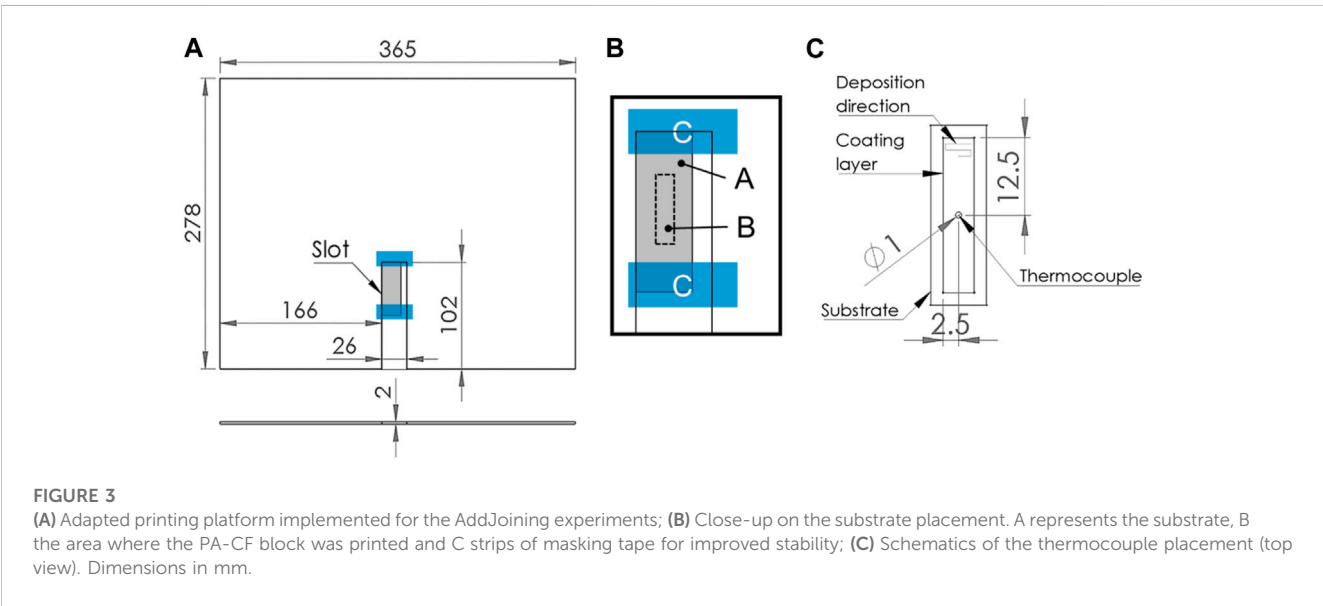 A
365
278
Slot
166
26
102
2
B
C
A
B
C
C
Deposition
direction
Coating
layer
12.5
Φ1
Thermocouple
Substrate
2.5
FIGURE 3
(A) Adapted printing platform implemented for the AddJoining experiments; (B) Close-up on the substrate placement. A represents the substrate, B
the area where the PA-CF block was printed and C strips of masking tape for improved stability; (C) Schematics of the thermocouple placement (top
view). Dimensions in mm.